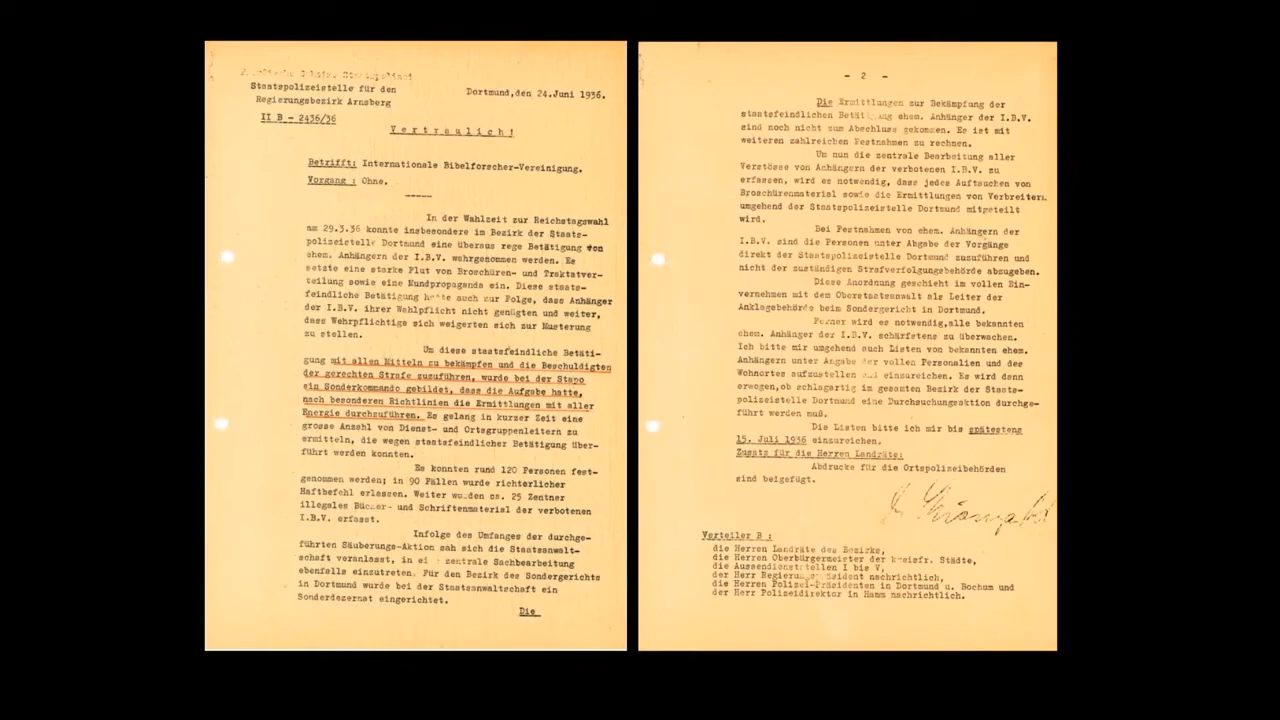 Staatspolizeistelle für den
Regierungsbezirk Arnsberg
Dortmund,den 24.Juni 1936.
II B - 2436/36
Vertraulich!
Betrifft: Internationale Bibelforscher-Vereinigung.
Vorgang : Ohne.
In der Wahlzeit zur Reichstagswahl
am 29.3.36 konnte insbesondere im Bezirk der Staats-
polizeistelle Dortmund eine überaus rege Betätigung von
ehem. Anhängern der I.B.V. wahrgenommen werden. Es
setzte eine starke Flut von Broschüren- und Traktatver-
teilung sowie eine Mundpropaganda ein. Diese staats-
feindliche Betätigung hatte auch zur Folge, dass Anhänger
der I.B.V. ihrer Wahlpflicht nicht genügten und weiter,
dass Wehrpflichtige sich weigerten sich zur Musterung
zu stellen.
Um diese staatsfeindliche Betäti-
gung mit allen Mitteln zu bekämpfen und die Beschuldigten
der gerechten Strafe zuzuführen, wurde bei der Stapo
ein Sonderkommando gebildet, dass die Aufgabe hatte,
nach besonderen Richtlinien die Ermittlungen mit aller
Energie durchzuführen. Es gelang in kurzer Zeit eine
grosse Anzahl von Dienst- und Ortsgruppenleitern zu
ermitteln, die wegen staatsfeindlicher Betätigung über-
führt werden konnten.
Es konnten rund 120 Personen fest-
genommen werden; in 90 Fällen wurde richterlicher
Haftbefehl erlassen. Weiter wurden ca. 25 Zentner
illegales Bücher- und Schriftenmaterial der verbotenen
I.B.V. erfasst.
Infolge des Umfanges der durchge-
führten Säuberungs-Aktion sah sich die Staatsanwalt-
schaft veranlasst, in eine zentrale Sachbearbeitung
ebenfalls einzutreten. Für den Bezirk des Sondergerichts
in Dortmund wurde bei der Staatsanwaltschaft ein
Sonderdezernat eingerichtet.
Die
- 2 -
Die Ermittlungen zur Bekämpfung der
staatsfeindlichen Betätigung ehem. Anhänger der I.B.V.
sind noch nicht zum Abschluss gekommen. Es ist mit
weiteren zahlreichen Festnahmen zu rechnen.
Um nun die zentrale Bearbeitung aller
Verstösse von Anhängern der verbotenen I.B.V. zu
erfassen, wird es notwendig, dass jedes Auftauchen von
Broschürenmaterial sowie die Ermittlungen von Verbreitern
umgehend der Staatspolizeistelle Dortmund mitgeteilt
wird.
Bei Festnahmen von ehem. Anhängern der
I.B.V. sind die Personen unter Abgabe der Vorgänge
direkt der Staatspolizeistelle Dortmund zuzuführen und
nicht der zuständigen Strafverfolgungsbehörde abzugeben.
Diese Anordnung geschieht im vollen Ein-
vernehmen mit dem Oberstaatsanwalt als Leiter der
Anklagebehörde beim Sondergericht in Dortmund.
Ferner wird es notwendig,alle bekannten
ehem. Anhänger der I.B.V. schärfstens zu überwachen.
Ich bitte mir umgehend auch Listen von bekannten ehem.
Anhängern unter Angabe der vollen Personalien und des
Wohnortes aufzustellen und einzureichen. Es wird dann
erwogen,ob schlagartig im gesamten Bezirk der Staats-
polizeistelle Dortmund eine Durchsuchungsaktion durchge-
führt werden muß.
Die Listen bitte ich mir bis spätestens
15. Juli 1936 einzureichen.
Zusatz für die Herren Landräte:
Abdrucke für die Ortspolizeibehörden
sind beigefügt.
Verteiler B :
die Herren Landräte des Bezirks,
die Herren Oberbürgermeister der kreisfr. Städte,
die Aussendienststellen I bis V,
der Herr Regierungspräsident nachrichtlich,
die Herren Polizei-Präsidenten in Dortmund u. Bochum und
der Herr Polizeidirektor in Hamm nachrichtlich.